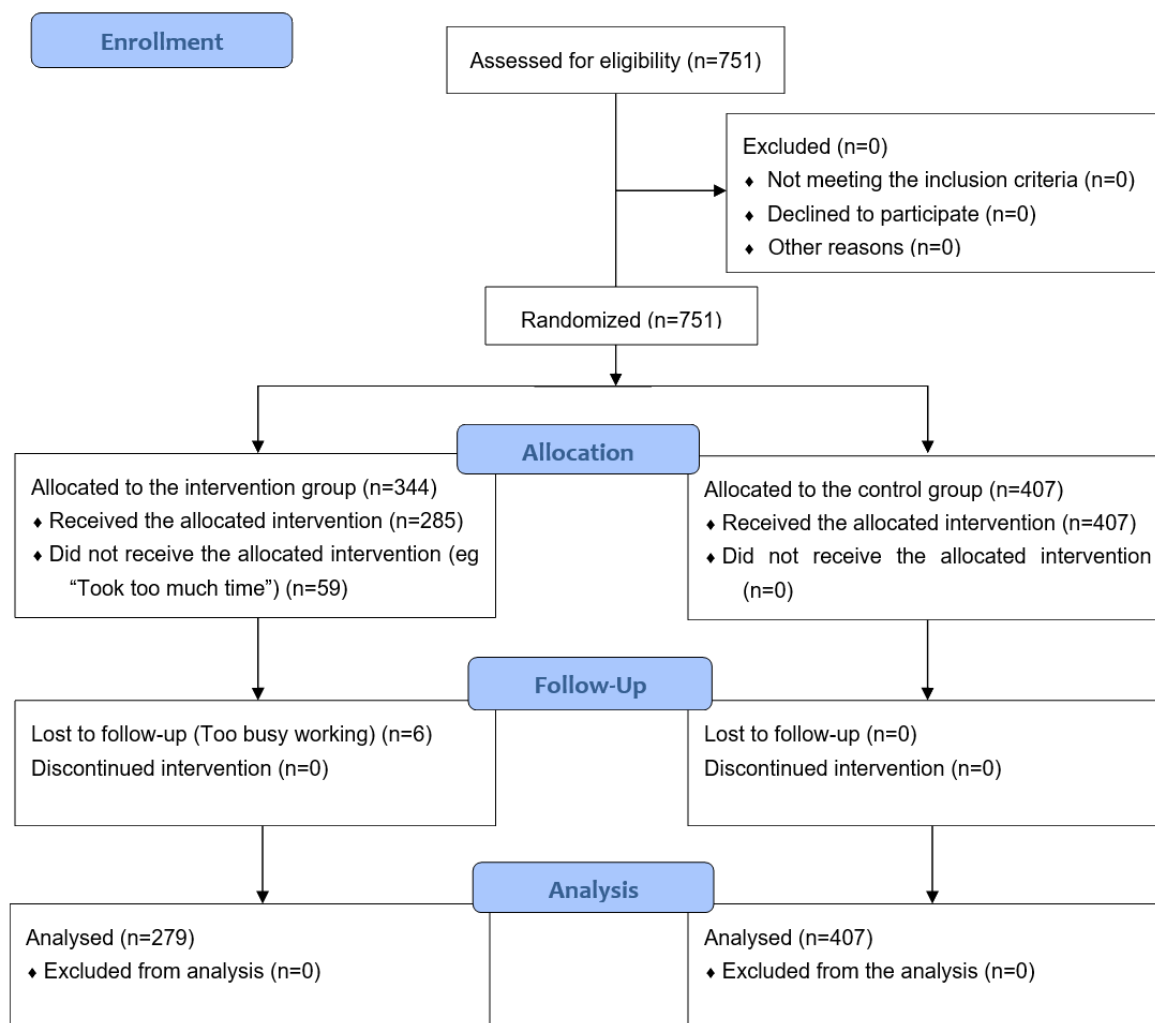 Enrollment
Assessed for eligibility (n=751)
Excluded (n=0)
♦ Not meeting the inclusion criteria (n=0)
♦ Declined to participate (n=0)
♦ Other reasons (n=0)
Randomized (n=751)
Allocation
Allocated to the intervention group (n=344)
♦ Received the allocated intervention (n=285)
♦ Did not receive the allocated intervention (eg
“Took too much time”) (n=59)
Allocated to the control group (n=407)
♦ Received the allocated intervention (n=407)
♦ Did not receive the allocated intervention
(n=0)
Follow-Up
Lost to follow-up (Too busy working) (n=6)
Discontinued intervention (n=0)
Lost to follow-up (n=0)
Discontinued intervention (n=0)
Analysis
Analysed (n=279)
♦ Excluded from analysis (n=0)
Analysed (n=407)
♦ Excluded from the analysis (n=0)